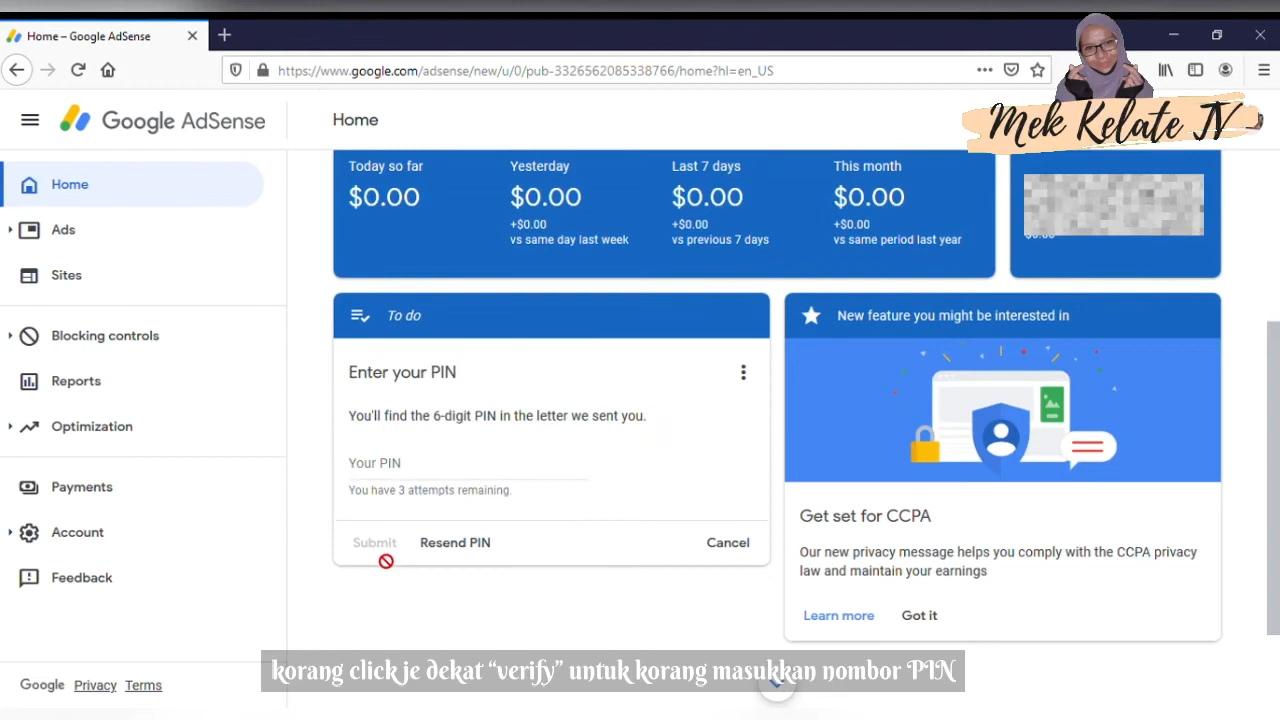 Home – Google AdSense
https://www.google.com/adsense/new/u/0/pub-3326562085338766/home?hl=en_US
Mek Kelate TV
Google AdSense
Home
Home
Ads
Sites
Blocking controls
Reports
Optimization
Payments
Account
Feedback
Google Privacy Terms
Today so far
$0.00
Yesterday
$0.00
+$0.00
vs same day last week
Last 7 days
$0.00
+$0.00
vs previous 7 days
This month
$0.00
+$0.00
vs same period last year
To do
Enter your PIN
You'll find the 6-digit PIN in the letter we sent you.
Your PIN
You have 3 attempts remaining.
Submit Resend PIN Cancel
New feature you might be interested in
Get set for CCPA
Our new privacy message helps you comply with the CCPA privacy
law and maintain your earnings
Learn more Got it
korang click je dekat “verify” untuk korang masukkan nombor PIN